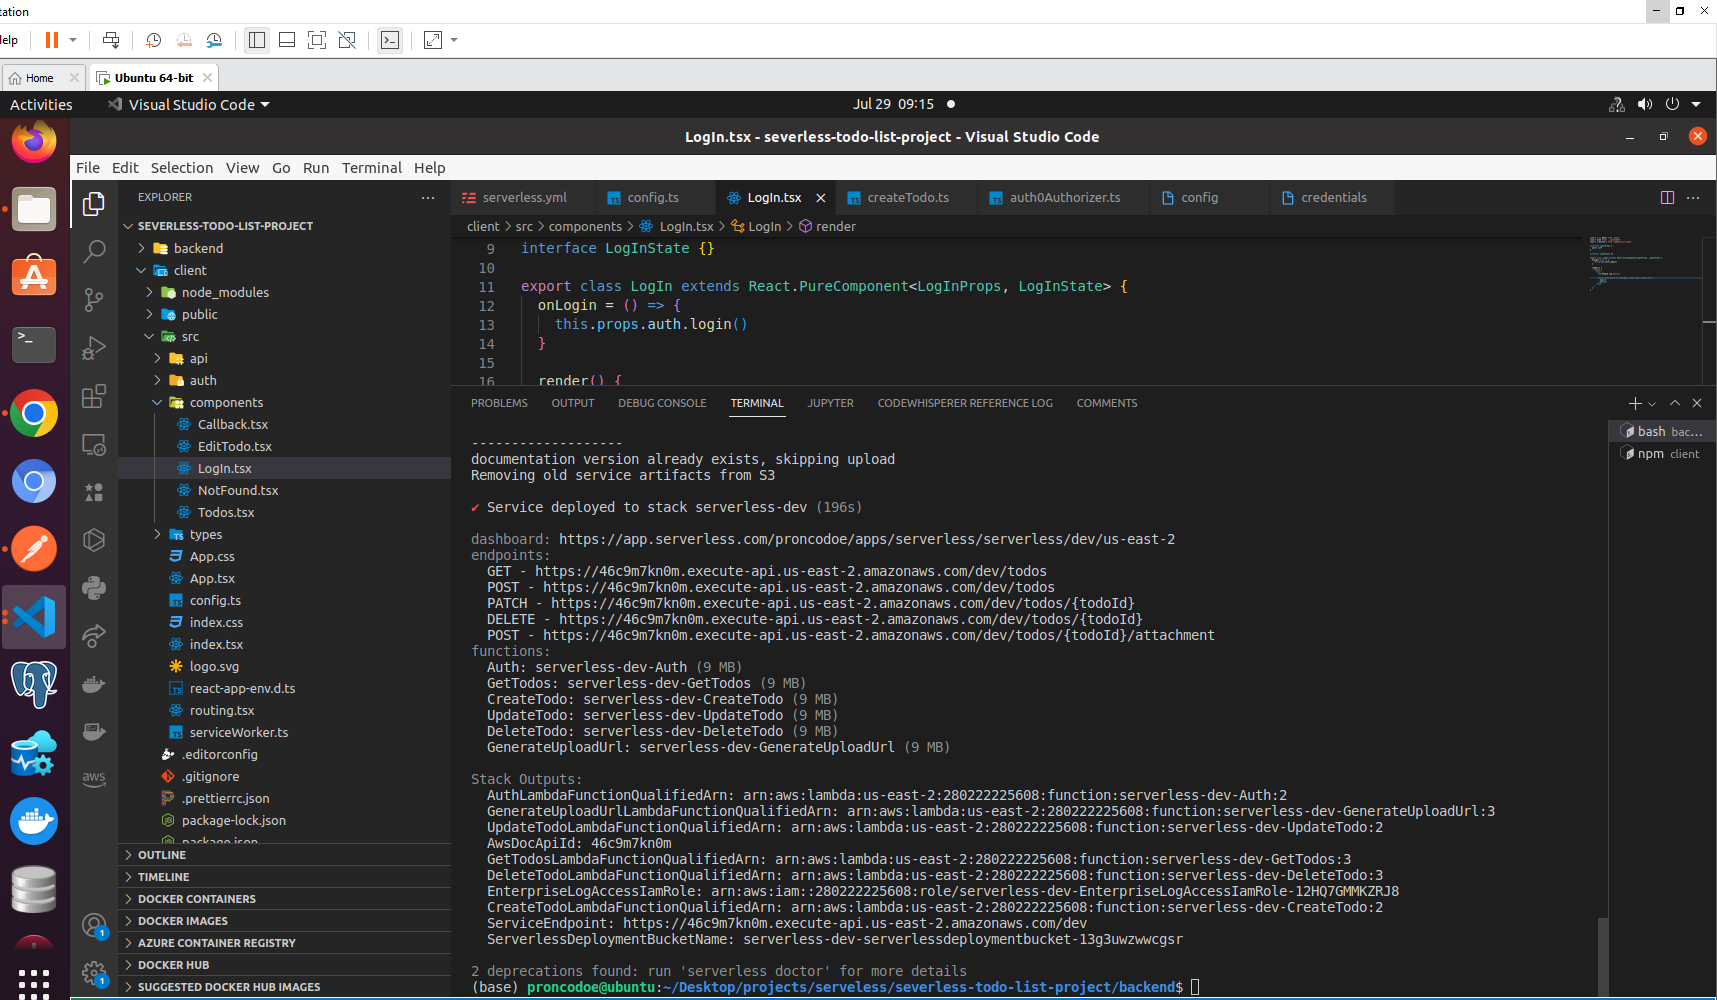 tation
elp
Home
Ubuntu 64-bit
Activities
Visual Studio Code
Jul 29 09:15
LogIn.tsx - severless-todo-list-project - Visual Studio Code
File Edit Selection View Go Run Terminal Help
EXPLORER
serverless.yml
config.ts
LogIn.tsx
createTodo.ts
auth0Authorizer.ts
config
credentials
SEVERLESS-TODO-LIST-PROJECT
backend
client
node_modules
public
src
api
auth
components
Callback.tsx
EditTodo.tsx
LogIn.tsx
NotFound.tsx
Todos.tsx
types
App.css
App.tsx
config.ts
index.css
index.tsx
logo.svg
react-app-env.d.ts
routing.tsx
serviceWorker.ts
.editorconfig
.gitignore
.prettierrc.json
package-lock.json
package.json
OUTLINE
TIMELINE
DOCKER CONTAINERS
DOCKER IMAGES
AZURE CONTAINER REGISTRY
DOCKER HUB
SUGGESTED DOCKER HUB IMAGES
aws
1
1
client > src > components > LogIn.tsx > LogIn > render
9 interface LogInState {}
10
11 export class LogIn extends React.PureComponent<LogInProps, LogInState> {
12 onLogin = () => {
13 this.props.auth.login()
14 }
15
16 render() {
PROBLEMS OUTPUT DEBUG CONSOLE TERMINAL JUPYTER CODEWHISPERER REFERENCE LOG COMMENTS
bash bac...
npm client
-------------------
documentation version already exists, skipping upload
Removing old service artifacts from S3
✔ Service deployed to stack serverless-dev (196s)
dashboard: https://app.serverless.com/proncodoe/apps/serverless/serverless/dev/us-east-2
endpoints:
GET - https://46c9m7kn0m.execute-api.us-east-2.amazonaws.com/dev/todos
POST - https://46c9m7kn0m.execute-api.us-east-2.amazonaws.com/dev/todos
PATCH - https://46c9m7kn0m.execute-api.us-east-2.amazonaws.com/dev/todos/{todoId}
DELETE - https://46c9m7kn0m.execute-api.us-east-2.amazonaws.com/dev/todos/{todoId}
POST - https://46c9m7kn0m.execute-api.us-east-2.amazonaws.com/dev/todos/{todoId}/attachment
functions:
Auth: serverless-dev-Auth (9 MB)
GetTodos: serverless-dev-GetTodos (9 MB)
CreateTodo: serverless-dev-CreateTodo (9 MB)
UpdateTodo: serverless-dev-UpdateTodo (9 MB)
DeleteTodo: serverless-dev-DeleteTodo (9 MB)
GenerateUploadUrl: serverless-dev-GenerateUploadUrl (9 MB)
Stack Outputs:
AuthLambdaFunctionQualifiedArn: arn:aws:lambda:us-east-2:280222225608:function:serverless-dev-Auth:2
GenerateUploadUrlLambdaFunctionQualifiedArn: arn:aws:lambda:us-east-2:280222225608:function:serverless-dev-GenerateUploadUrl:3
UpdateTodoLambdaFunctionQualifiedArn: arn:aws:lambda:us-east-2:280222225608:function:serverless-dev-UpdateTodo:2
AwsDocApiId: 46c9m7kn0m
GetTodosLambdaFunctionQualifiedArn: arn:aws:lambda:us-east-2:280222225608:function:serverless-dev-GetTodos:3
DeleteTodoLambdaFunctionQualifiedArn: arn:aws:lambda:us-east-2:280222225608:function:serverless-dev-DeleteTodo:3
EnterpriseLogAccessIamRole: arn:aws:iam::280222225608:role/serverless-dev-EnterpriseLogAccessIamRole-12HQ7GMMKZRJ8
CreateTodoLambdaFunctionQualifiedArn: arn:aws:lambda:us-east-2:280222225608:function:serverless-dev-CreateTodo:2
ServiceEndpoint: https://46c9m7kn0m.execute-api.us-east-2.amazonaws.com/dev
ServerlessDeploymentBucketName: serverless-dev-serverlessdeploymentbucket-13g3uwzwwcgsr
2 deprecations found: run 'serverless doctor' for more details
(base) proncodoe@ubuntu:~/Desktop/projects/serveless/severless-todo-list-project/backend$